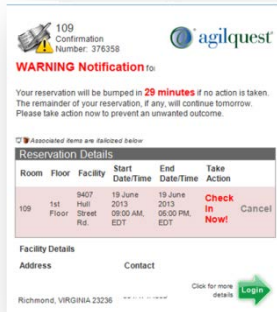 109
Confirmation
Number: 376358
agilquest
WARNING Notification for
Your reservation will be bumped in 29 minutes if no action is taken.
The remainder of your reservation, if any, will continue tomorrow.
Please take action now to prevent an unwanted outcome.
Associated items are italicized below
Reservation Details
Room Floor Facility Start Date/Time End Date/Time Take Action
109 1st Floor 9407 Hull Street Rd. 19 June 2013 09:00 AM, EDT 19 June 2013 05:00 PM, EDT Check In Now! Cancel
Facility Details
Address Contact
Click for more details
Login
Richmond, VIRGINIA 23236